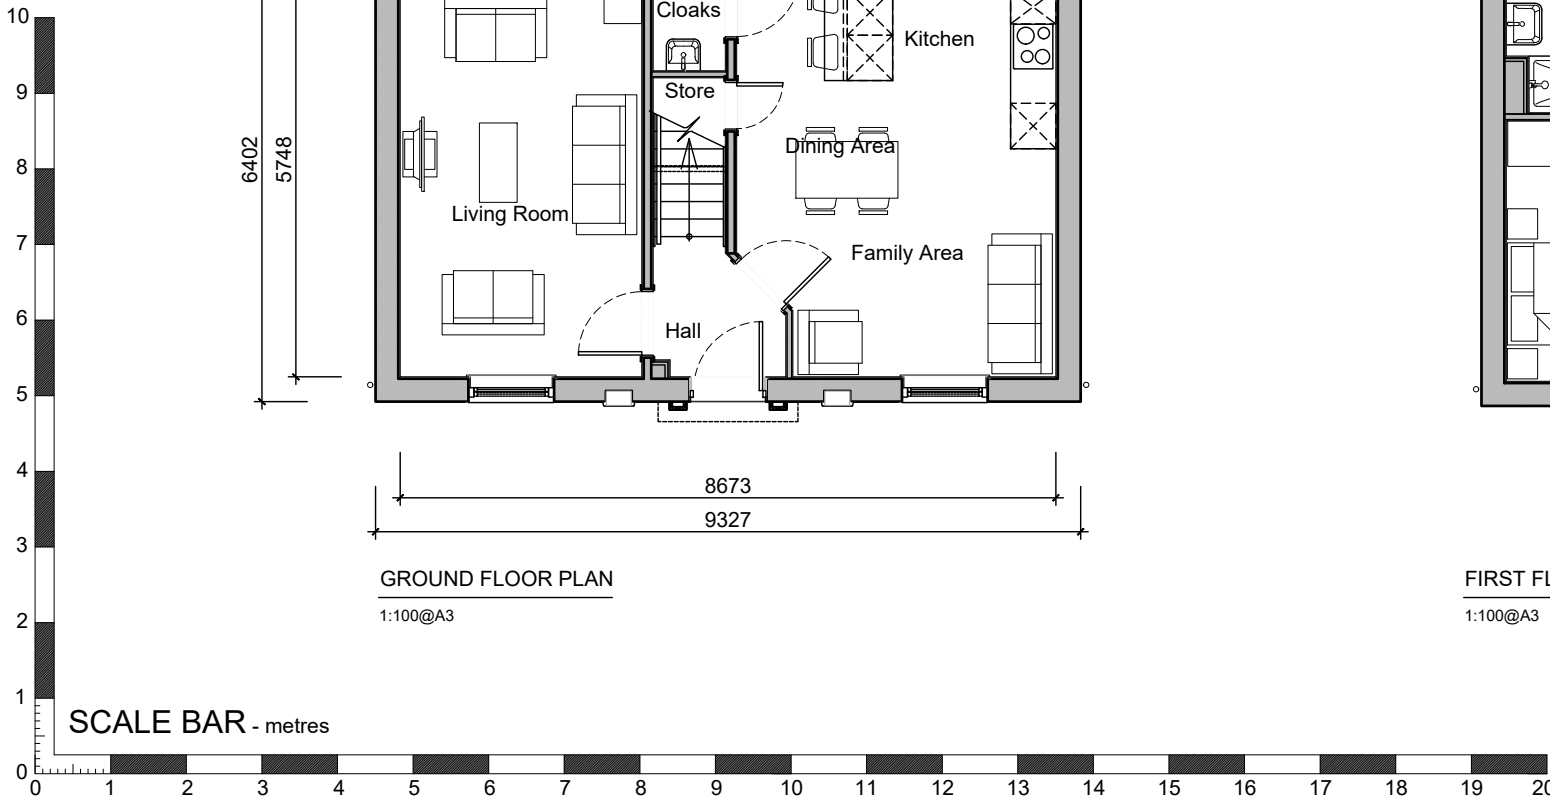 10
Cloaks
Kitchen
9
Store
6402
5748
Dining Area
8
Living Room
7
Family Area
6
Hall
5
4
8673
9327
3
GROUND FLOOR PLAN
1:100@A3
FIRST FL
1:100@A3
2
1
SCALE BAR - metres
0
0 1 2 3 4 5 6 7 8 9 10 11 12 13 14 15 16 17 18 19 20